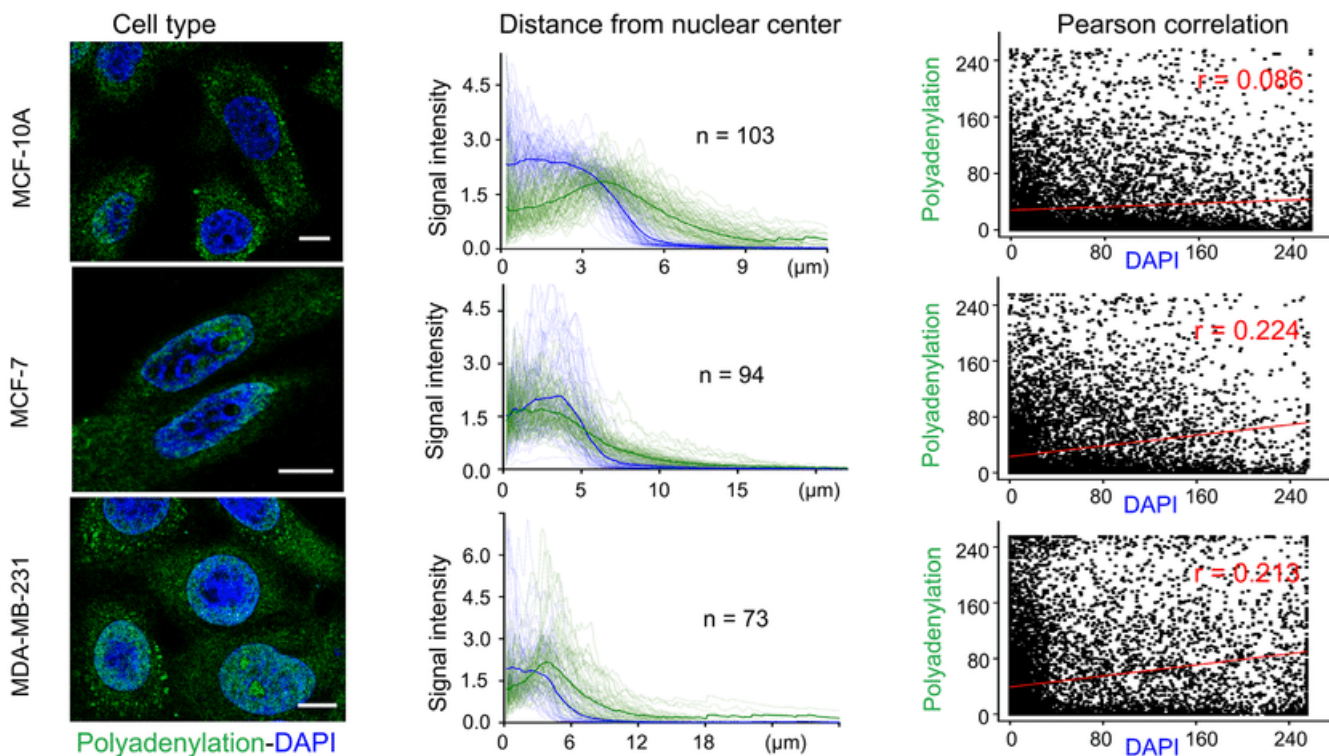 Cell type
Distance from nuclear center
Pearson correlation
MCF-10A
Signal intensity
4.5
3.0
1.5
0.0
n = 103
0 3 6 9 (µm)
Polyadenylation
240
160
80
0
r = 0.086
0 80 160 240
DAPI
MCF-7
Signal intensity
4.5
3.0
1.5
0.0
n = 94
0 5 10 15 (µm)
Polyadenylation
240
160
80
0
r = 0.224
0 80 160 240
DAPI
MDA-MB-231
Signal intensity
6.0
4.5
3.0
1.5
0.0
n = 73
0 6 12 18 (µm)
Polyadenylation
240
160
80
0
r = 0.213
0 80 160 240
DAPI
Polyadenylation-DAPI